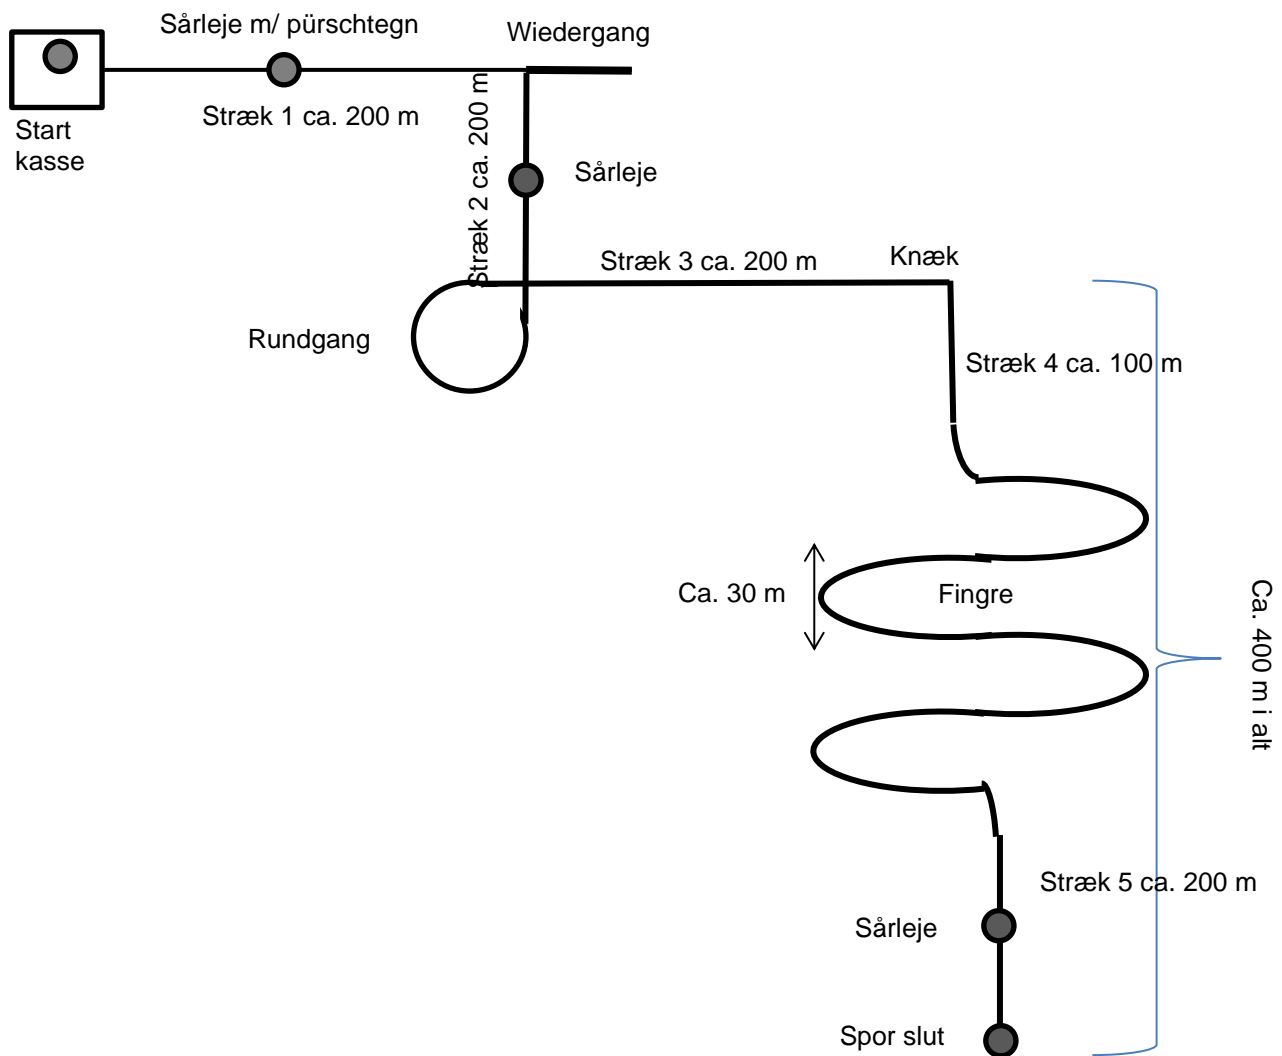 Sårleje m/ pürschtegn
Wiedergang
Start
kasse
Stræk 1 ca. 200 m
Stræk 2 ca. 200 m
Sårleje
Stræk 3 ca. 200 m
Knæk
Rundgang
Stræk 4 ca. 100 m
Ca. 30 m
Fingre
Ca. 400 m i alt
Stræk 5 ca. 200 m
Sårleje
Spor slut